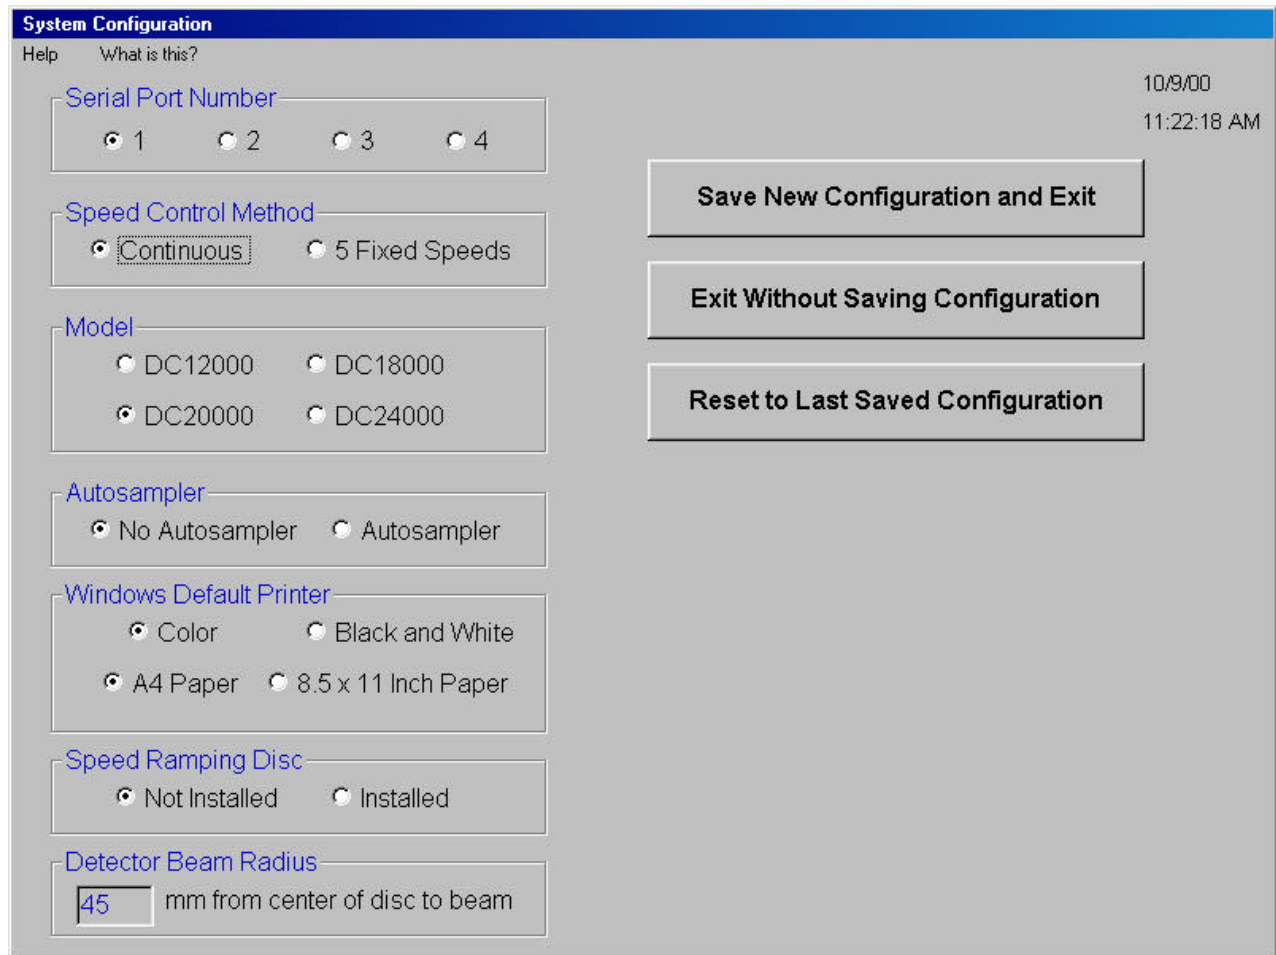 System Configuration
Help What is this?
10/9/00
11:22:18 AM
Serial Port Number
1 2 3 4
Speed Control Method
Continuous 5 Fixed Speeds
Model
DC12000 DC18000
DC20000 DC24000
Autosampler
No Autosampler Autosampler
Windows Default Printer
Color Black and White
A4 Paper 8.5 x 11 Inch Paper
Speed Ramping Disc
Not Installed Installed
Detector Beam Radius
45 mm from center of disc to beam
Save New Configuration and Exit
Exit Without Saving Configuration
Reset to Last Saved Configuration